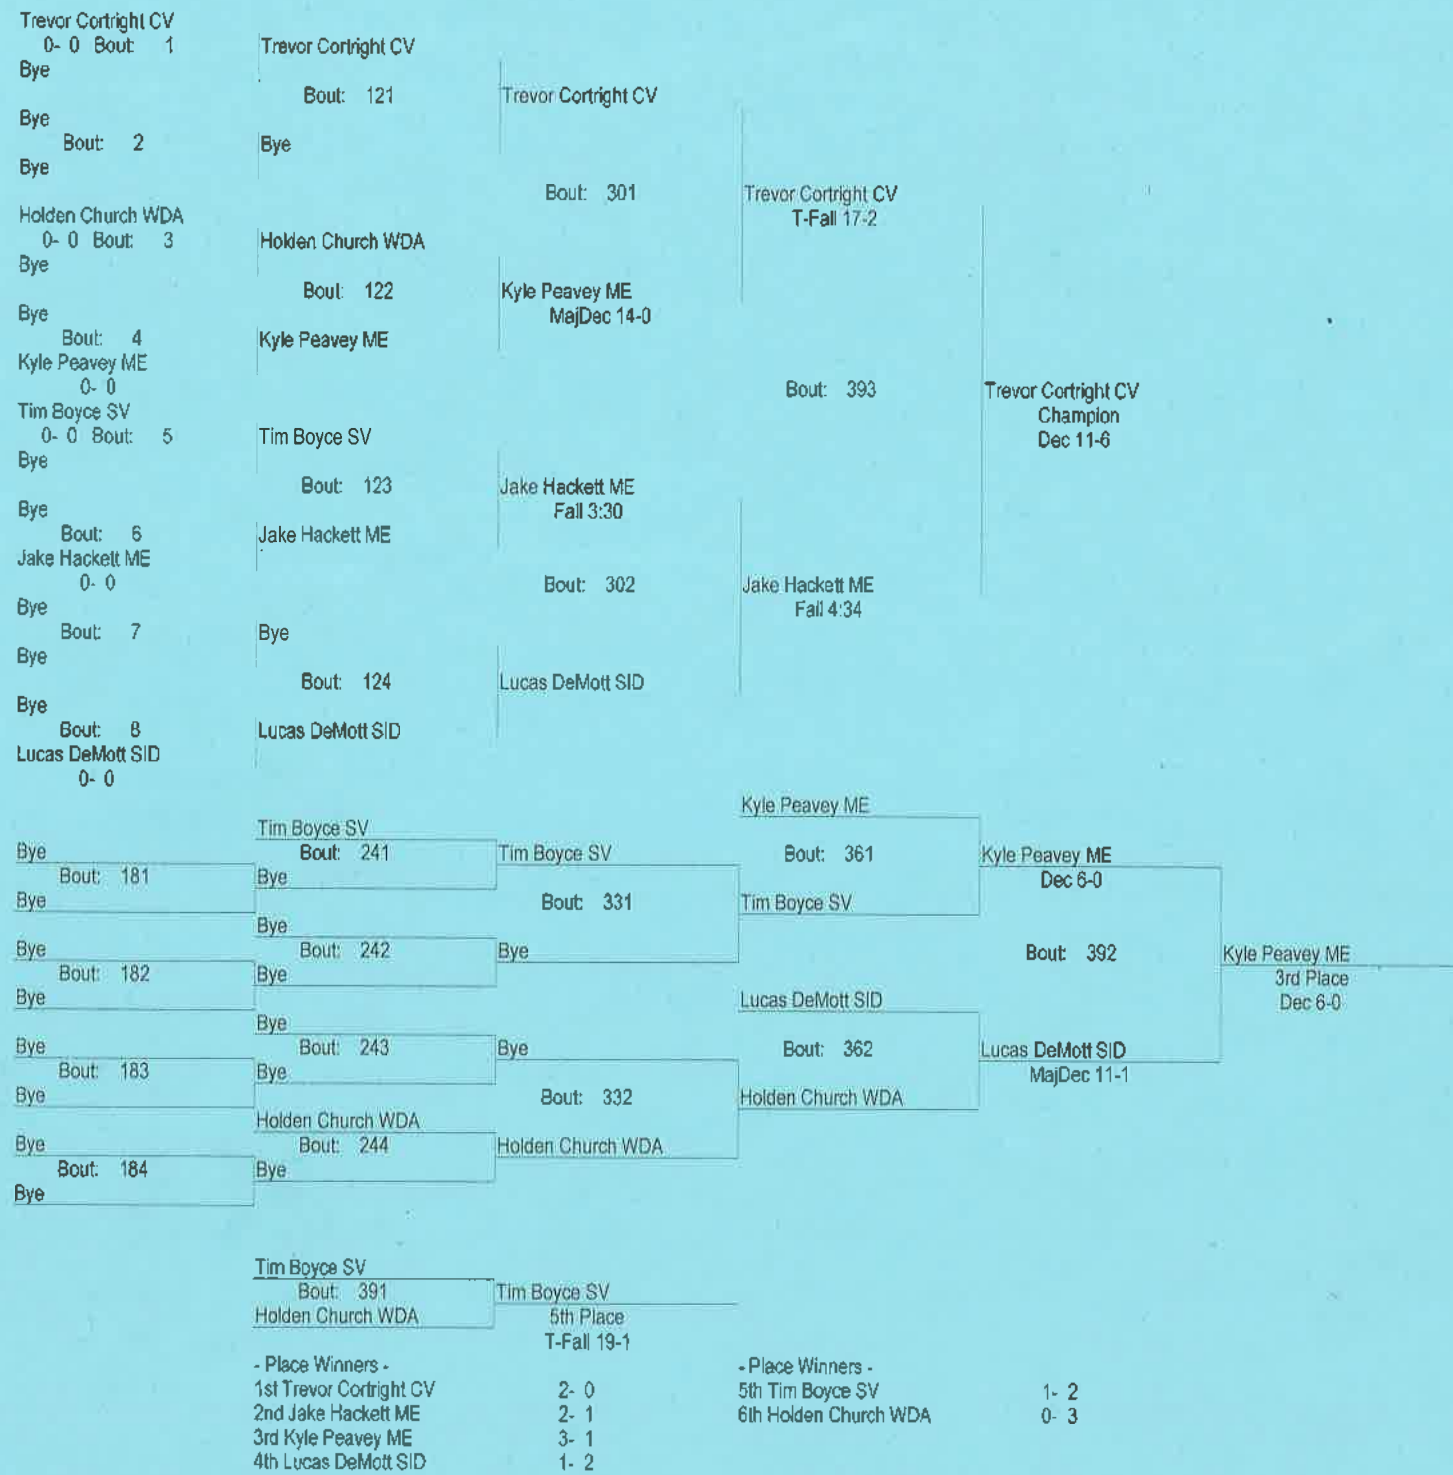 Trevor Cortright CV
0- 0 Bout: 1
Trevor Cortright CV
Bye
Bout: 121
Trevor Cortright CV
Bye
Bout: 2
Bye
Bye
Bout: 301
Trevor Cortright CV
T-Fall 17-2
Holden Church WDA
0- 0 Bout: 3
Holden Church WDA
Bye
Bout: 122
Kyle Peavey ME
MajDec 14-0
Bye
Bout: 4
Kyle Peavey ME
Kyle Peavey ME
0- 0
Bout: 393
Trevor Cortright CV
Champion
Dec 11-6
Tim Boyce SV
0- 0 Bout: 5
Tim Boyce SV
Bye
Bout: 123
Jake Hackett ME
Fall 3:30
Bye
Bout: 6
Jake Hackett ME
Jake Hackett ME
0- 0
Bout: 302
Jake Hackett ME
Fall 4:34
Bye
Bout: 7
Bye
Bye
Bout: 124
Lucas DeMott SID
Bye
Bout: 8
Lucas DeMott SID
Lucas DeMott SID
0- 0
Kyle Peavey ME
Tim Boyce SV
Bye
Bout: 241
Tim Boyce SV
Bout: 361
Kyle Peavey ME
Dec 6-0
Bout: 181
Bye
Bye
Bout: 331
Tim Boyce SV
Bye
Bye
Bout: 242
Bye
Bout: 392
Kyle Peavey ME
3rd Place
Dec 6-0
Bout: 182
Bye
Bye
Lucas DeMott SID
Bye
Bye
Bout: 243
Bye
Bout: 362
Lucas DeMott SID
MajDec 11-1
Bout: 183
Bye
Bye
Bout: 332
Holden Church WDA
Holden Church WDA
Bye
Bout: 244
Holden Church WDA
Bout: 184
Bye
Bye
Tim Boyce SV
Bout: 391
Tim Boyce SV
Holden Church WDA
5th Place
T-Fall 19-1
- Place Winners -
1st Trevor Cortright CV 2- 0
2nd Jake Hackett ME 2- 1
3rd Kyle Peavey ME 3- 1
4th Lucas DeMott SID 1- 2
- Place Winners -
5th Tim Boyce SV 1- 2
6th Holden Church WDA 0- 3